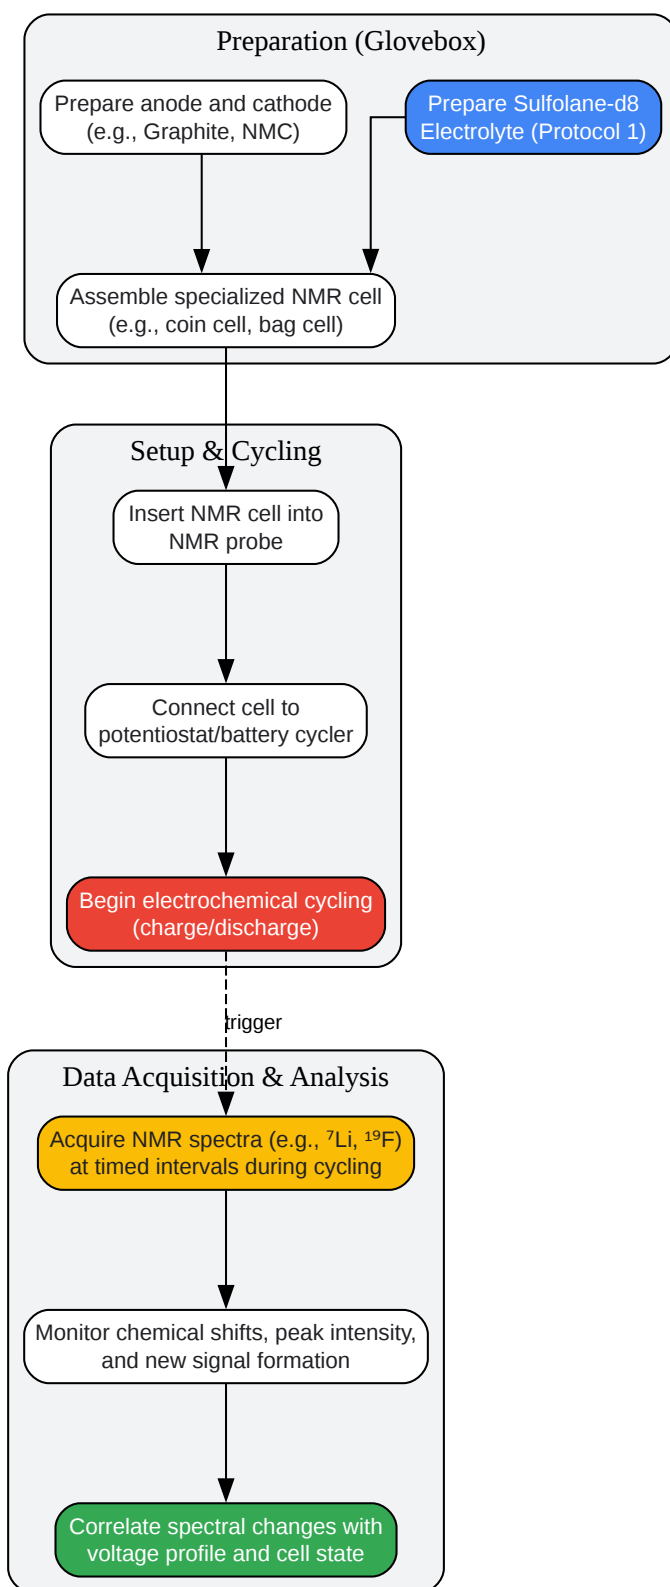 Preparation (Glovebox)
Prepare anode and cathode
(e.g., Graphite, NMC)
Prepare Sulfolane-d8
Electrolyte (Protocol 1)
Assemble specialized NMR cell
(e.g., coin cell, bag cell)
Setup & Cycling
Insert NMR cell into
NMR probe
Connect cell to
potentiostat/battery cycler
Begin electrochemical cycling
(charge/discharge)
trigger
Data Acquisition & Analysis
Acquire NMR spectra (e.g., ⁷Li, ¹⁹F)
at timed intervals during cycling
Monitor chemical shifts, peak intensity,
and new signal formation
Correlate spectral changes with
voltage profile and cell state